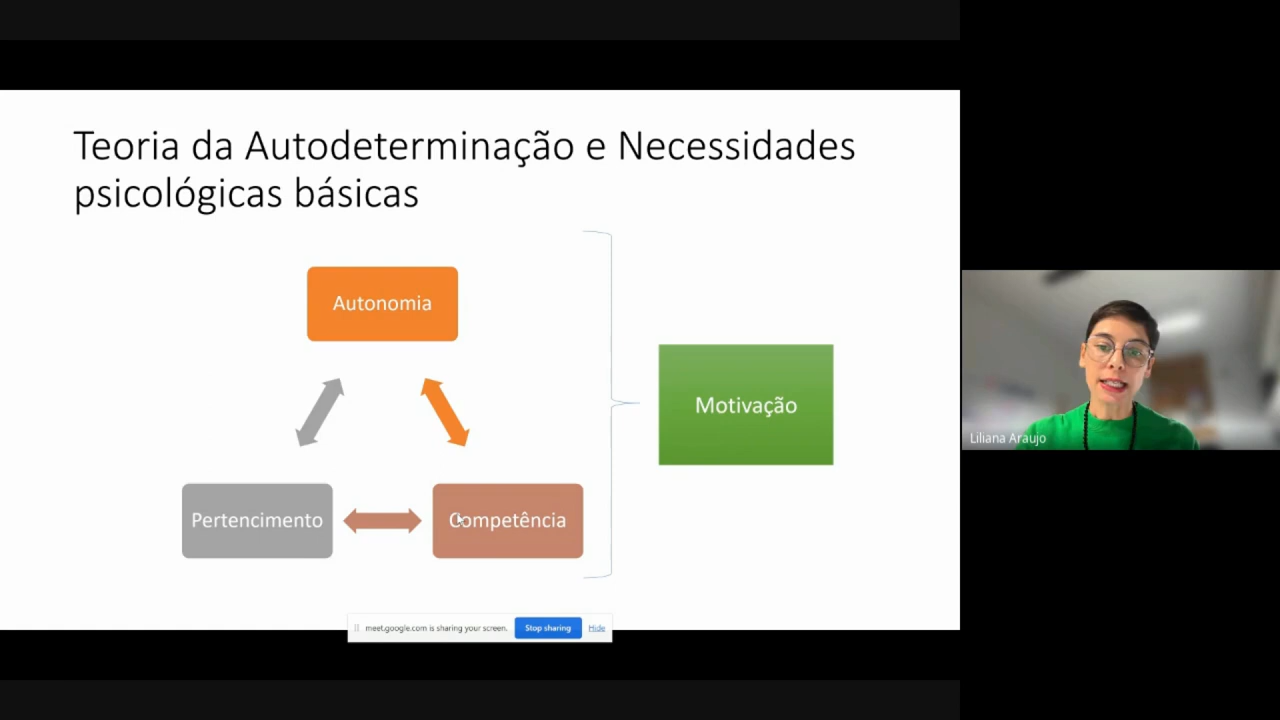 Teoria da Autodeterminação e Necessidades
psicológicas básicas
Autonomia
Motivação
Pertencimento
Competência
Liliana Araujo
meet.google.com is sharing your screen.
Stop sharing
Hide